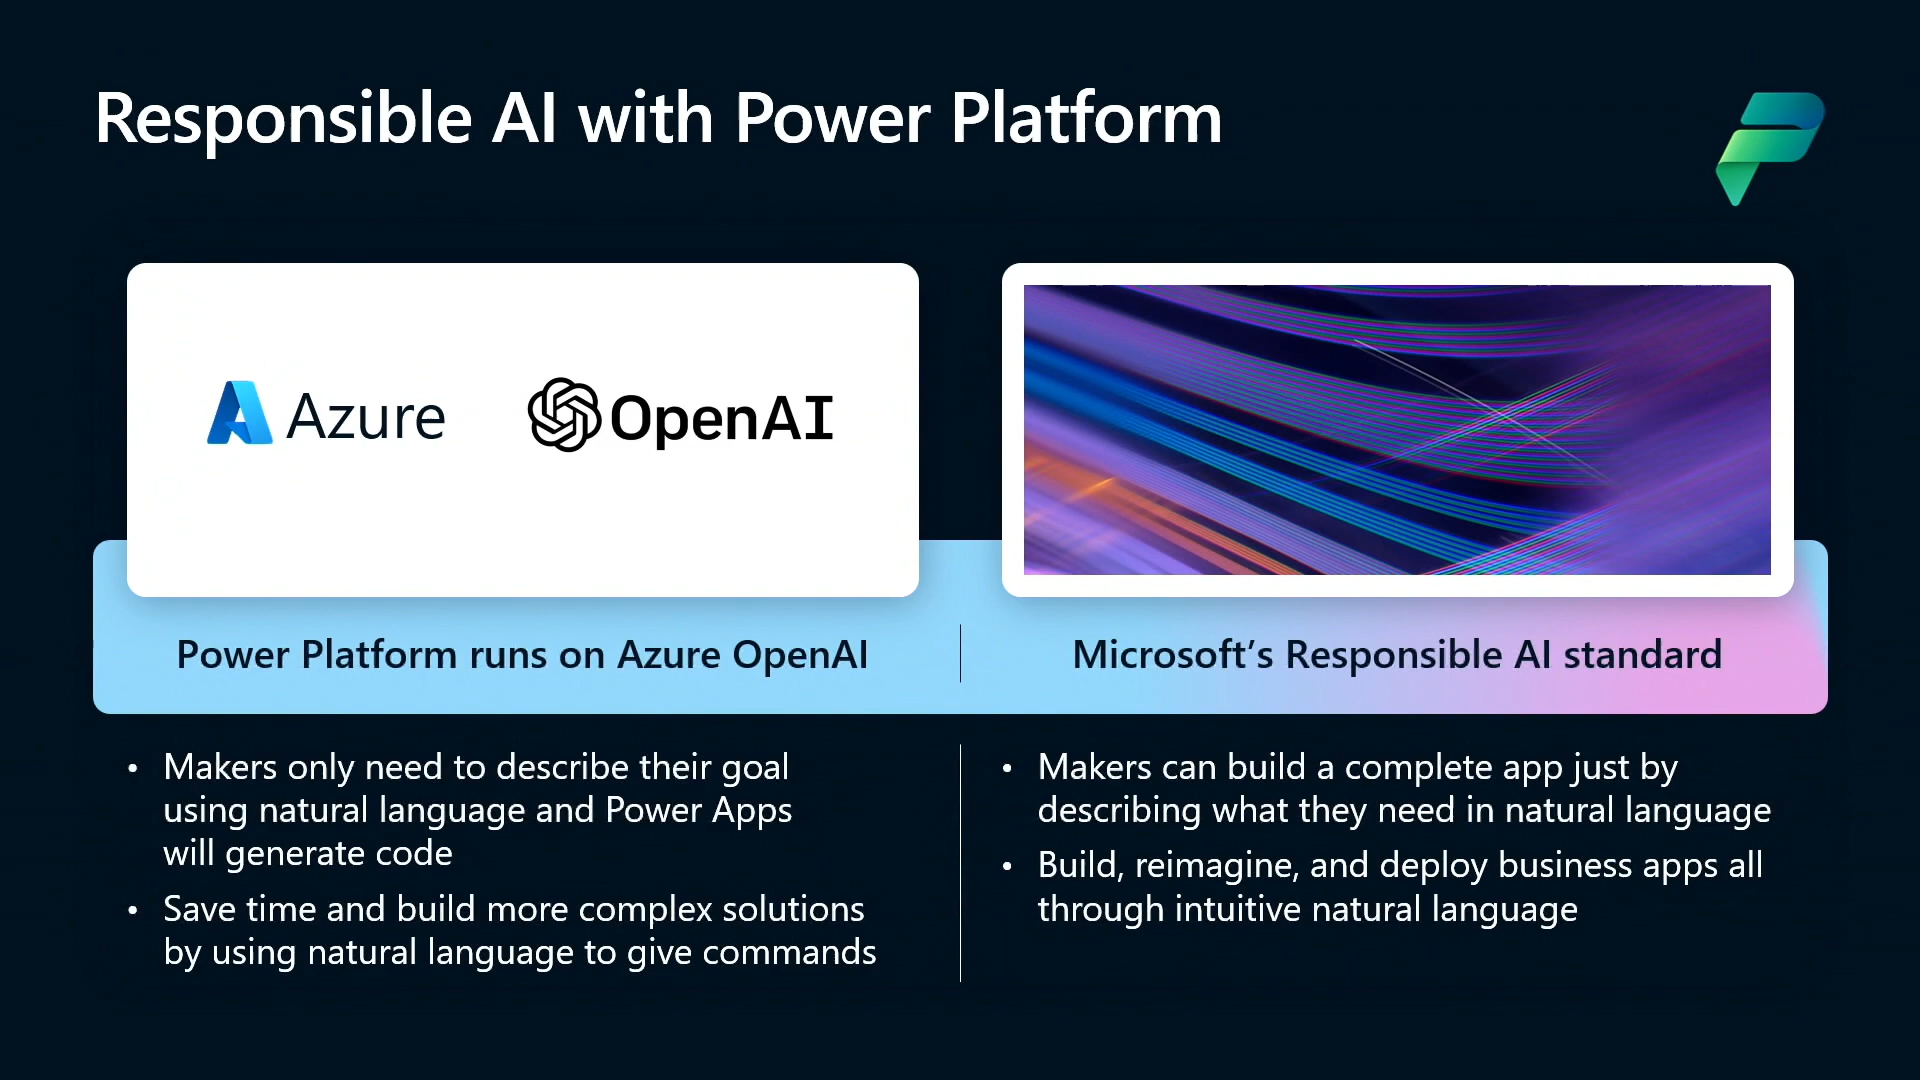 Responsible AI with Power Platform
Azure
OpenAI
Power Platform runs on Azure OpenAI
• Makers only need to describe their goal
using natural language and Power Apps
will generate code
• Save time and build more complex solutions
by using natural language to give commands
Microsoft’s Responsible AI standard
• Makers can build a complete app just by
describing what they need in natural language
• Build, reimagine, and deploy business apps all
through intuitive natural language